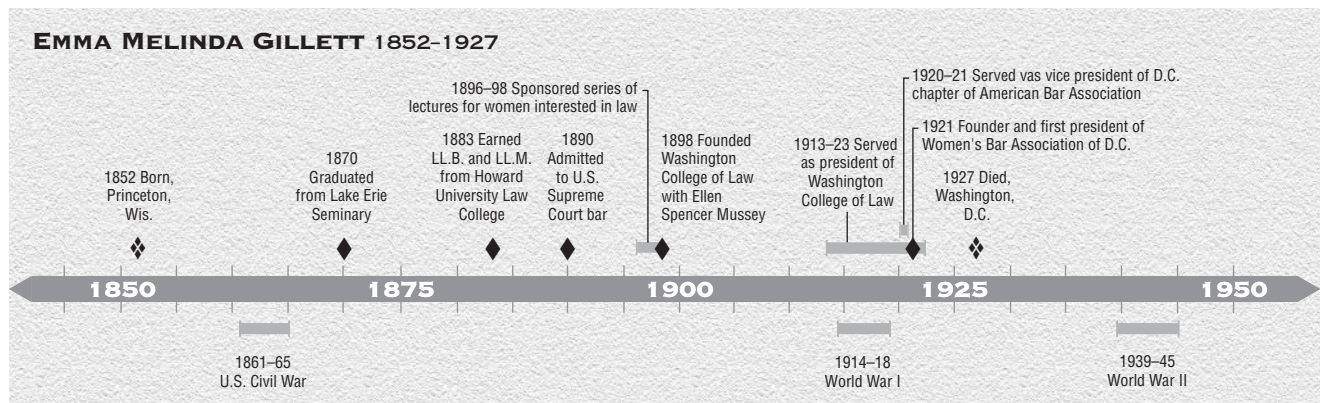 EMMA MELINDA GILLETT 1852–1927
1896–98 Sponsored series of
lectures for women interested in law
1920–21 Served vas vice president of D.C.
chapter of American Bar Association
1921 Founder and first president of
Women's Bar Association of D.C.
1852 Born,
Princeton,
Wis.
1870
Graduated
from Lake Erie
Seminary
1883 Earned
LL.B. and LL.M.
from Howard
University Law
College
1890
Admitted
to U.S.
Supreme
Court bar
1898 Founded
Washington
College of Law
with Ellen
Spencer Mussey
1913–23 Served
as president of
Washington
College of Law
1927 Died,
Washington,
D.C.
1850
1875
1900
1925
1950
1861–65
U.S. Civil War
1914–18
World War I
1939–45
World War II